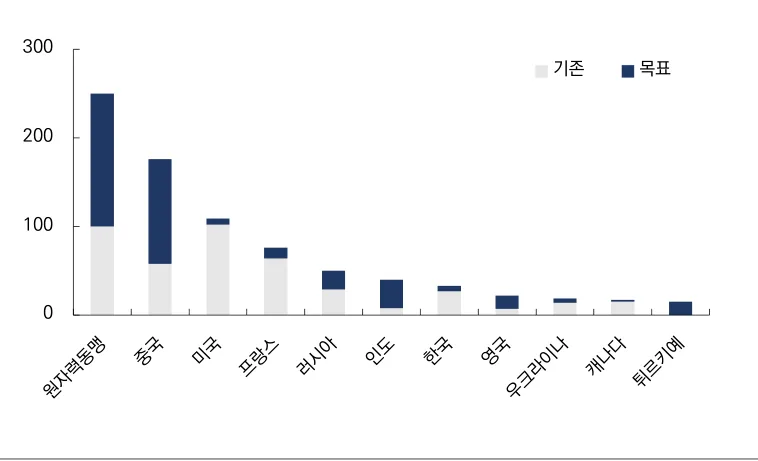 300
기존
목표
200
100
0
원자력동맹
중국
미국
프랑스
러시아
인도
한국
영국
우크라이나
캐나다
튀르키예